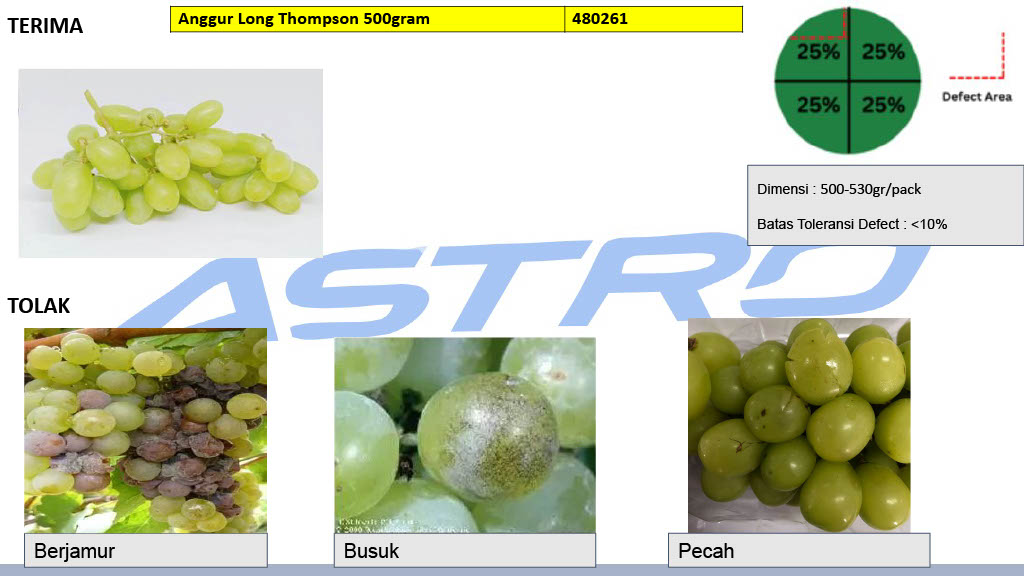 TERIMA
Anggur Long Thompson 500gram 480261
25% 25%
25% 25%
Defect Area
Dimensi : 500-530gr/pack
Batas Toleransi Defect : <10%
ASTRO
TOLAK
Berjamur
Busuk
Pecah